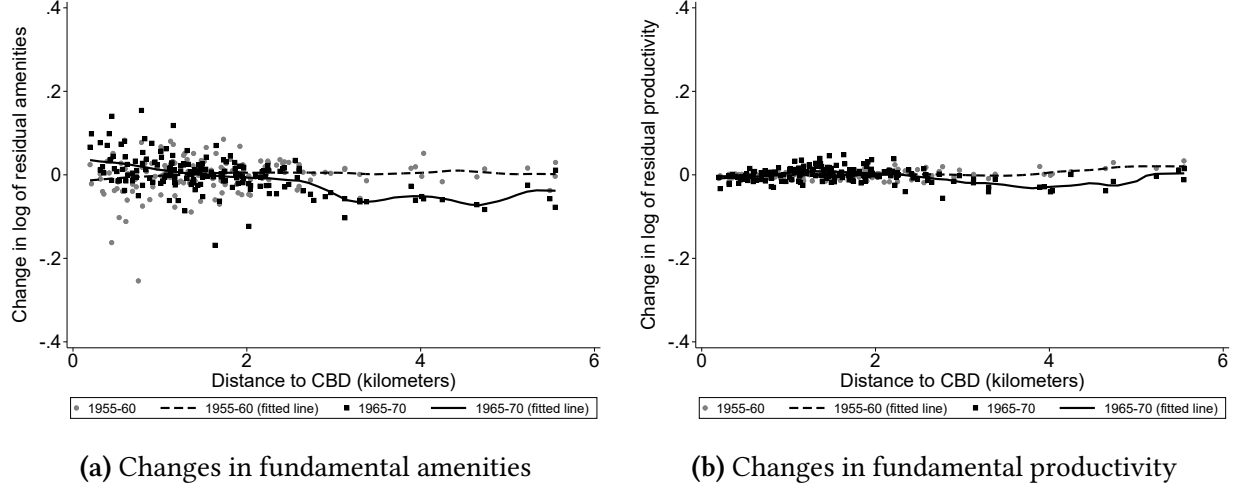 Change in log of residual amenities
.4
.2
0
-.2
-.4
0 2 4 6
Distance to CBD (kilometers)
1955-60 1955-60 (fitted line) 1965-70 1965-70 (fitted line)
(a) Changes in fundamental amenities
Change in log of residual productivity
.4
.2
0
-.2
-.4
0 2 4 6
Distance to CBD (kilometers)
1955-60 1955-60 (fitted line) 1965-70 1965-70 (fitted line)
(b) Changes in fundamental productivity